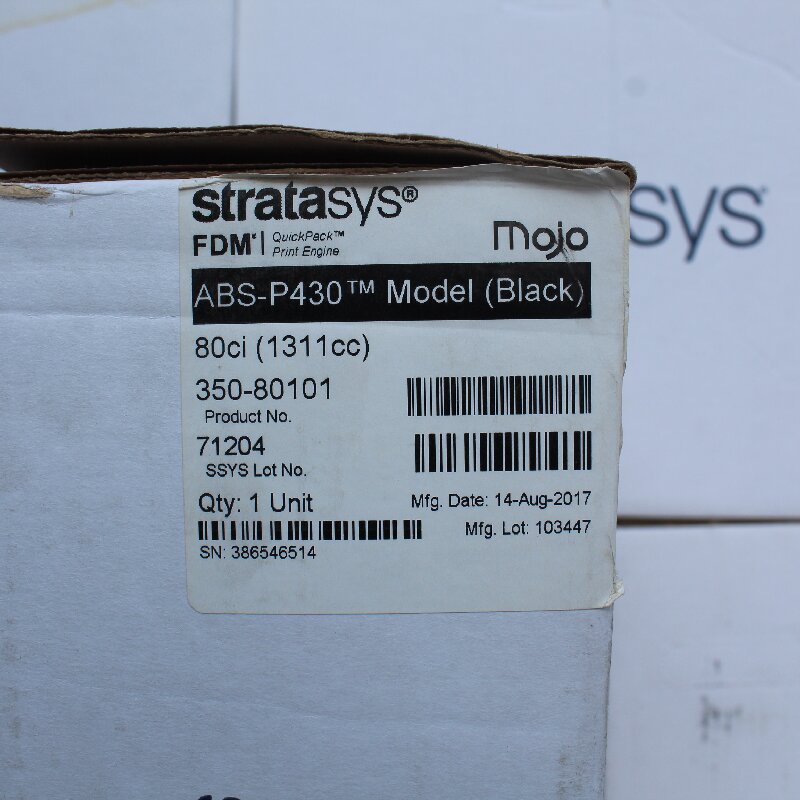 stratasys®
FDM® | QuickPack™
Print Engine
mojo
ABS-P430™ Model (Black)
80ci (1311cc)
350-80101
Product No.
71204
SSYS Lot No.
Qty: 1 Unit
Mfg. Date: 14-Aug-2017
Mfg. Lot: 103447
SN: 386546514
sys